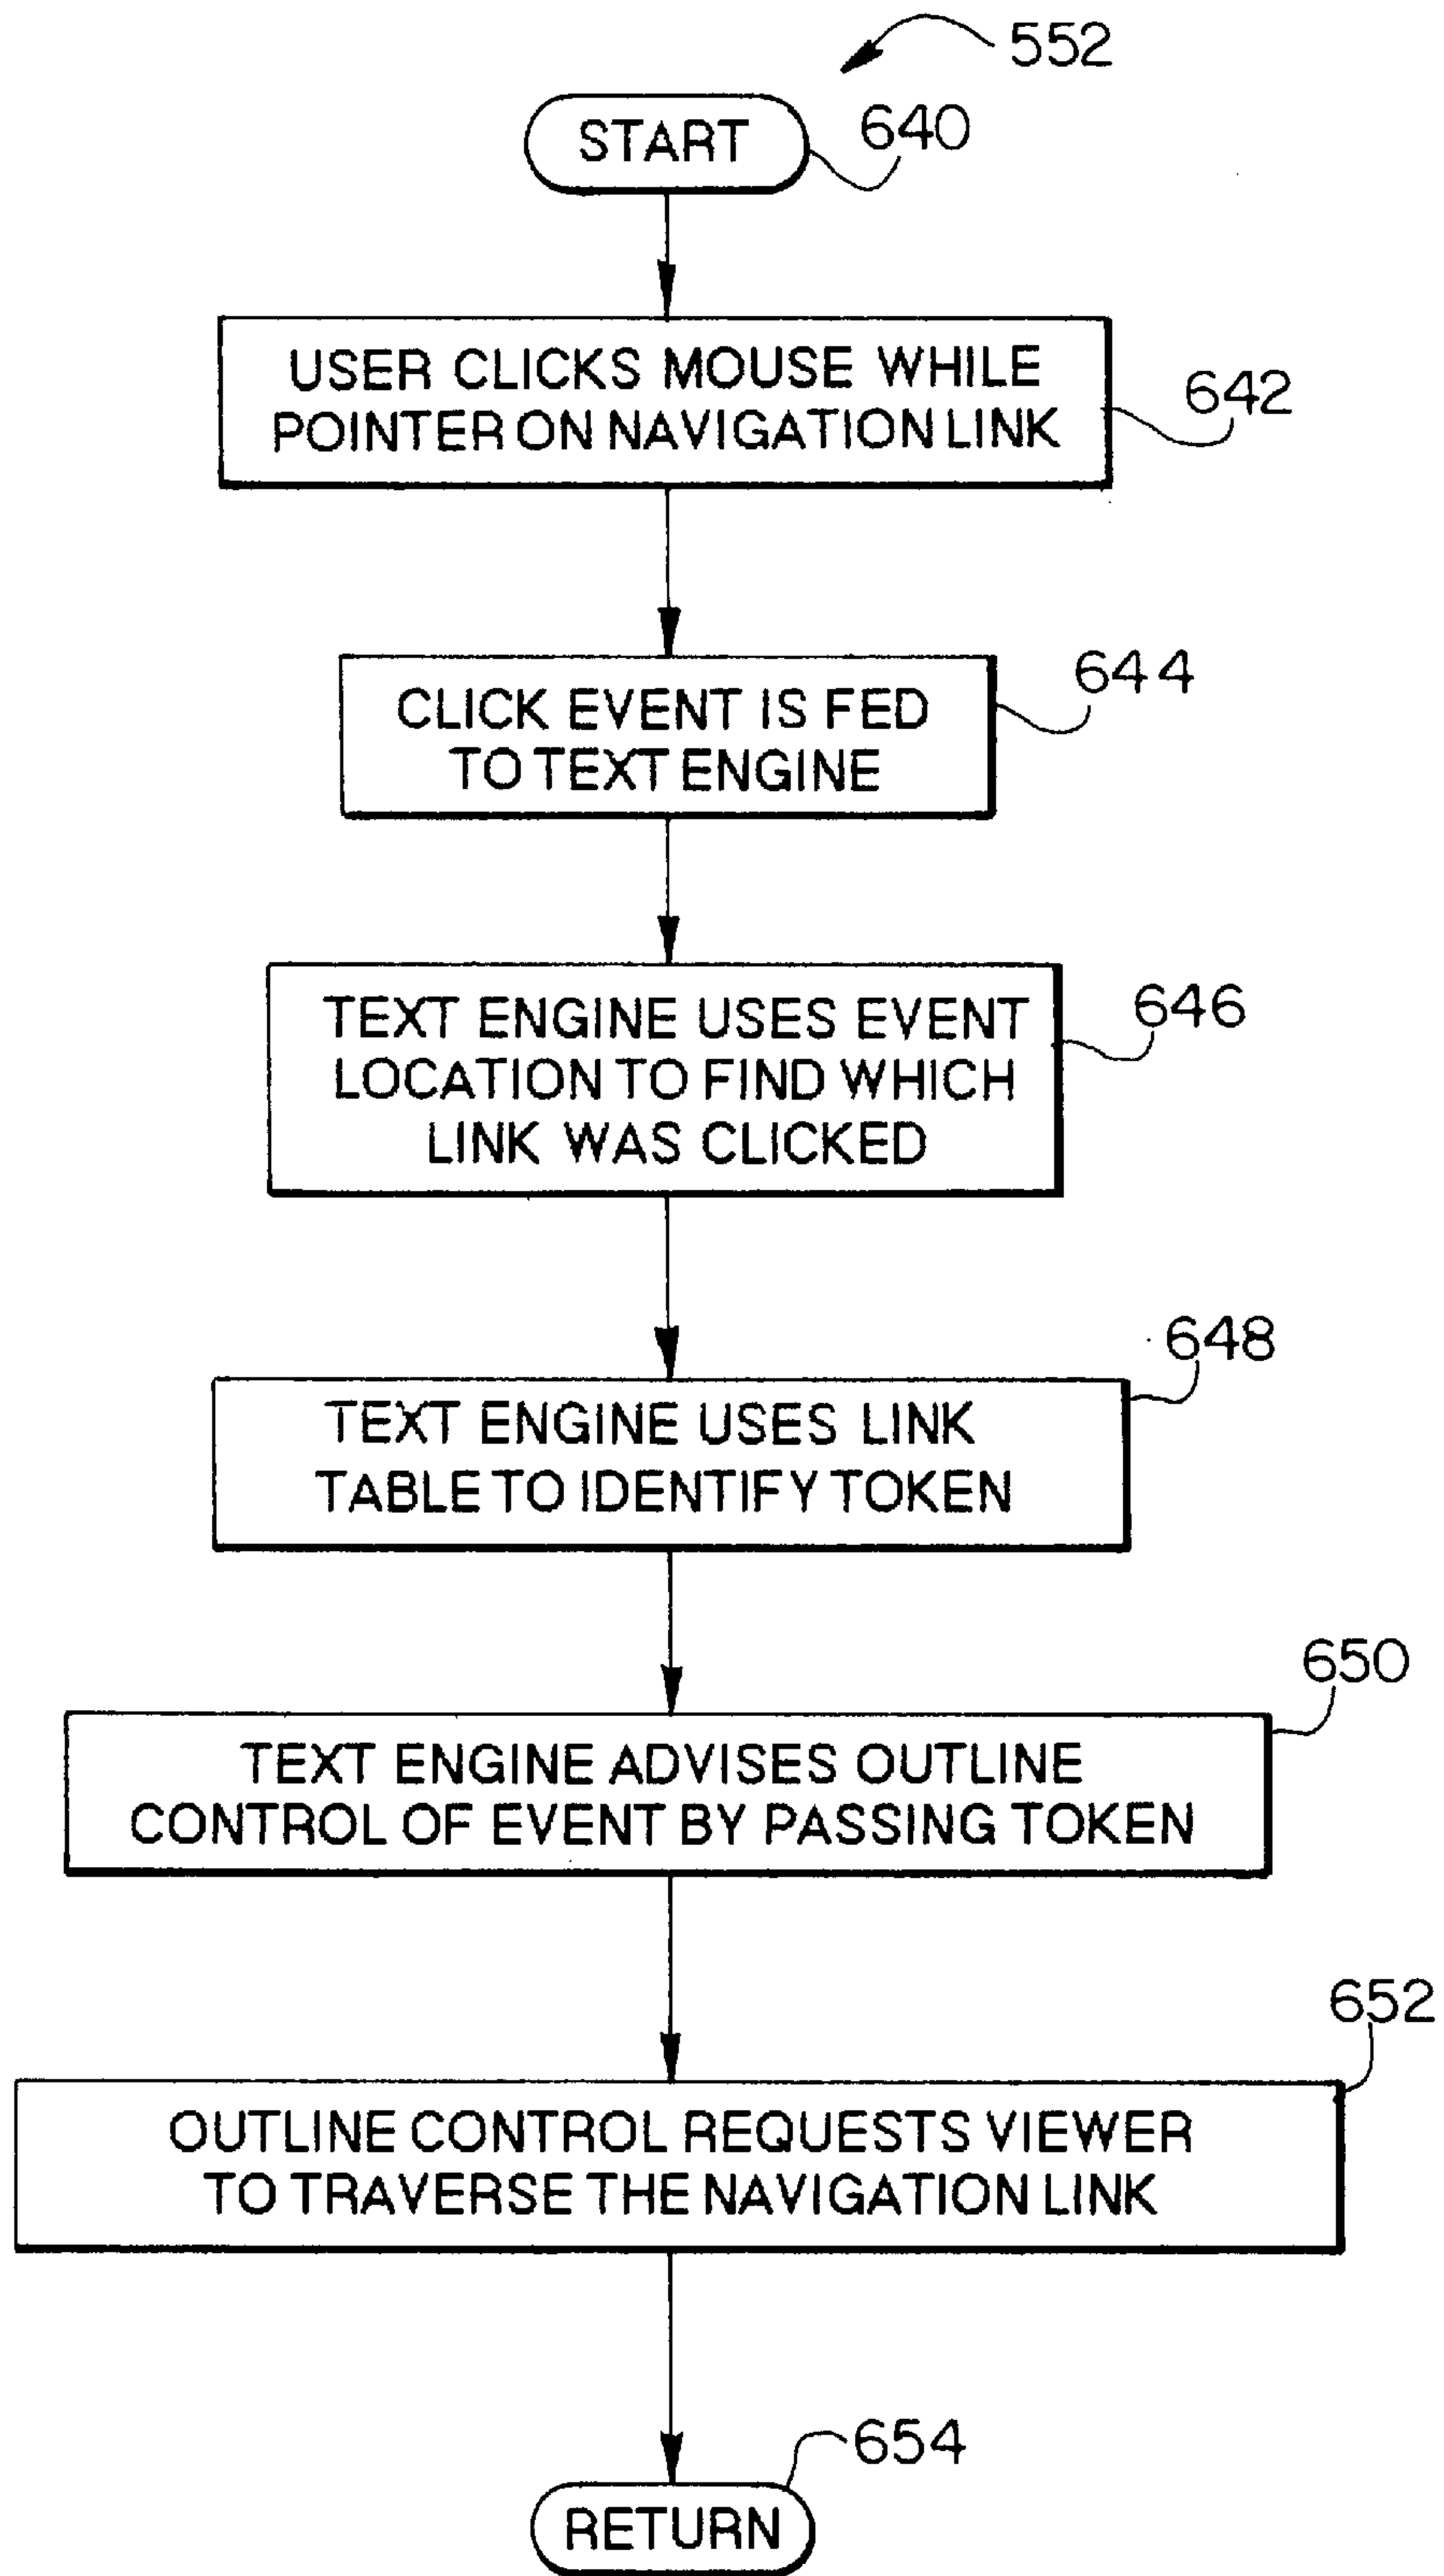 552
START
640
USER CLICKS MOUSE WHILE
POINTER ON NAVIGATION LINK
642
CLICK EVENT IS FED
TO TEXT ENGINE
644
TEXT ENGINE USES EVENT
LOCATION TO FIND WHICH
LINK WAS CLICKED
646
TEXT ENGINE USES LINK
TABLE TO IDENTIFY TOKEN
648
TEXT ENGINE ADVISES OUTLINE
CONTROL OF EVENT BY PASSING TOKEN
650
OUTLINE CONTROL REQUESTS VIEWER
TO TRAVERSE THE NAVIGATION LINK
652
RETURN
654